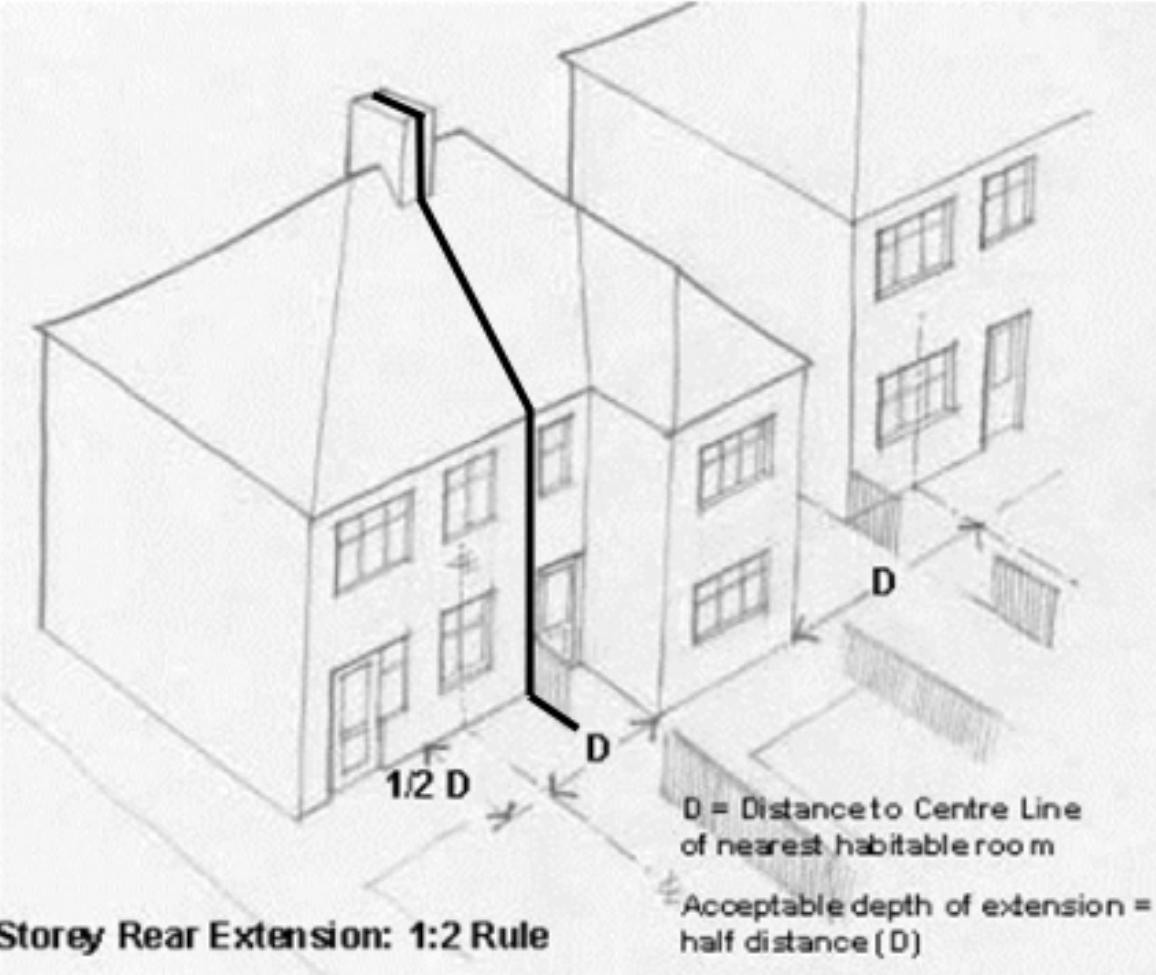 D
D
1/2 D
D = Distance to Centre Line
of nearest habitable room
Acceptable depth of extension =
half distance (D)
Storey Rear Extension: 1:2 Rule